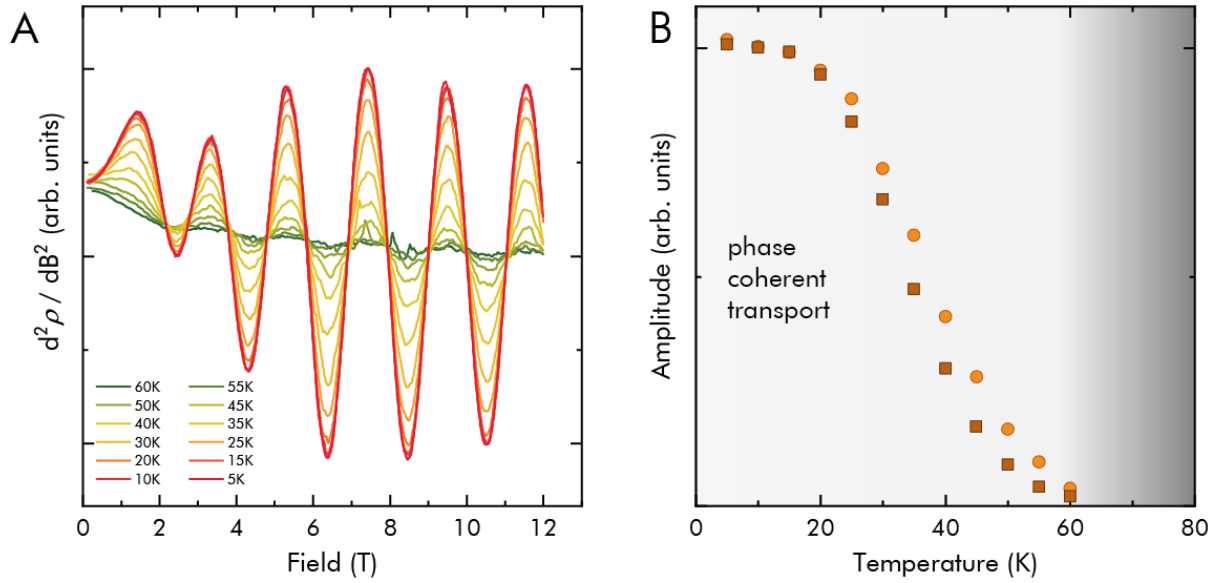 A
d²ρ / dB² (arb. units)
60K 55K
50K 45K
40K 35K
30K 25K
20K 15K
10K 5K
0 2 4 6 8 10 12
Field (T)
B
Amplitude (arb. units)
phase
coherent
transport
0 20 40 60 80
Temperature (K)